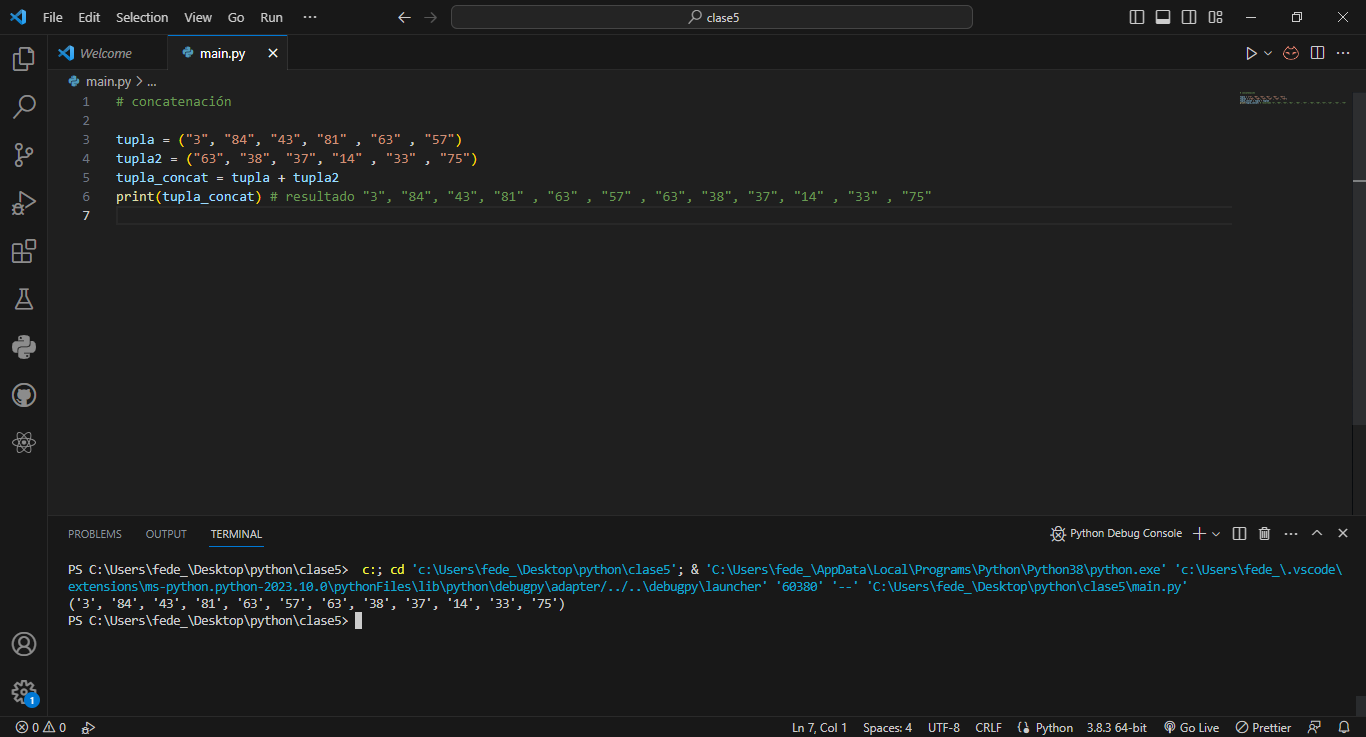 File Edit Selection View Go Run ··· clase5
Welcome main.py
main.py > ...
1 # concatenación
2
3 tupla = ("3", "84", "43", "81" , "63" , "57")
4 tupla2 = ("63", "38", "37", "14" , "33" , "75")
5 tupla_concat = tupla + tupla2
6 print(tupla_concat) # resultado "3", "84", "43", "81" , "63" , "57" , "63", "38", "37", "14" , "33" , "75"
7
PROBLEMS OUTPUT TERMINAL Python Debug Console
PS C:\Users\fede_\Desktop\python\clase5>  c:; cd 'c:\Users\fede_\Desktop\python\clase5'; & 'C:\Users\fede_\AppData\Local\Programs\Python\Python38\python.exe' 'c:\Users\fede_\.vscode\
extensions\ms-python.python-2023.10.0\pythonFiles\lib\python\debugpy\adapter/../..\debugpy\launcher' '60380' '--' 'C:\Users\fede_\Desktop\python\clase5\main.py'
('3', '84', '43', '81', '63', '57', '63', '38', '37', '14', '33', '75')
PS C:\Users\fede_\Desktop\python\clase5>
1
0 0 Ln 7, Col 1 Spaces: 4 UTF-8 CRLF Python 3.8.3 64-bit Go Live Prettier